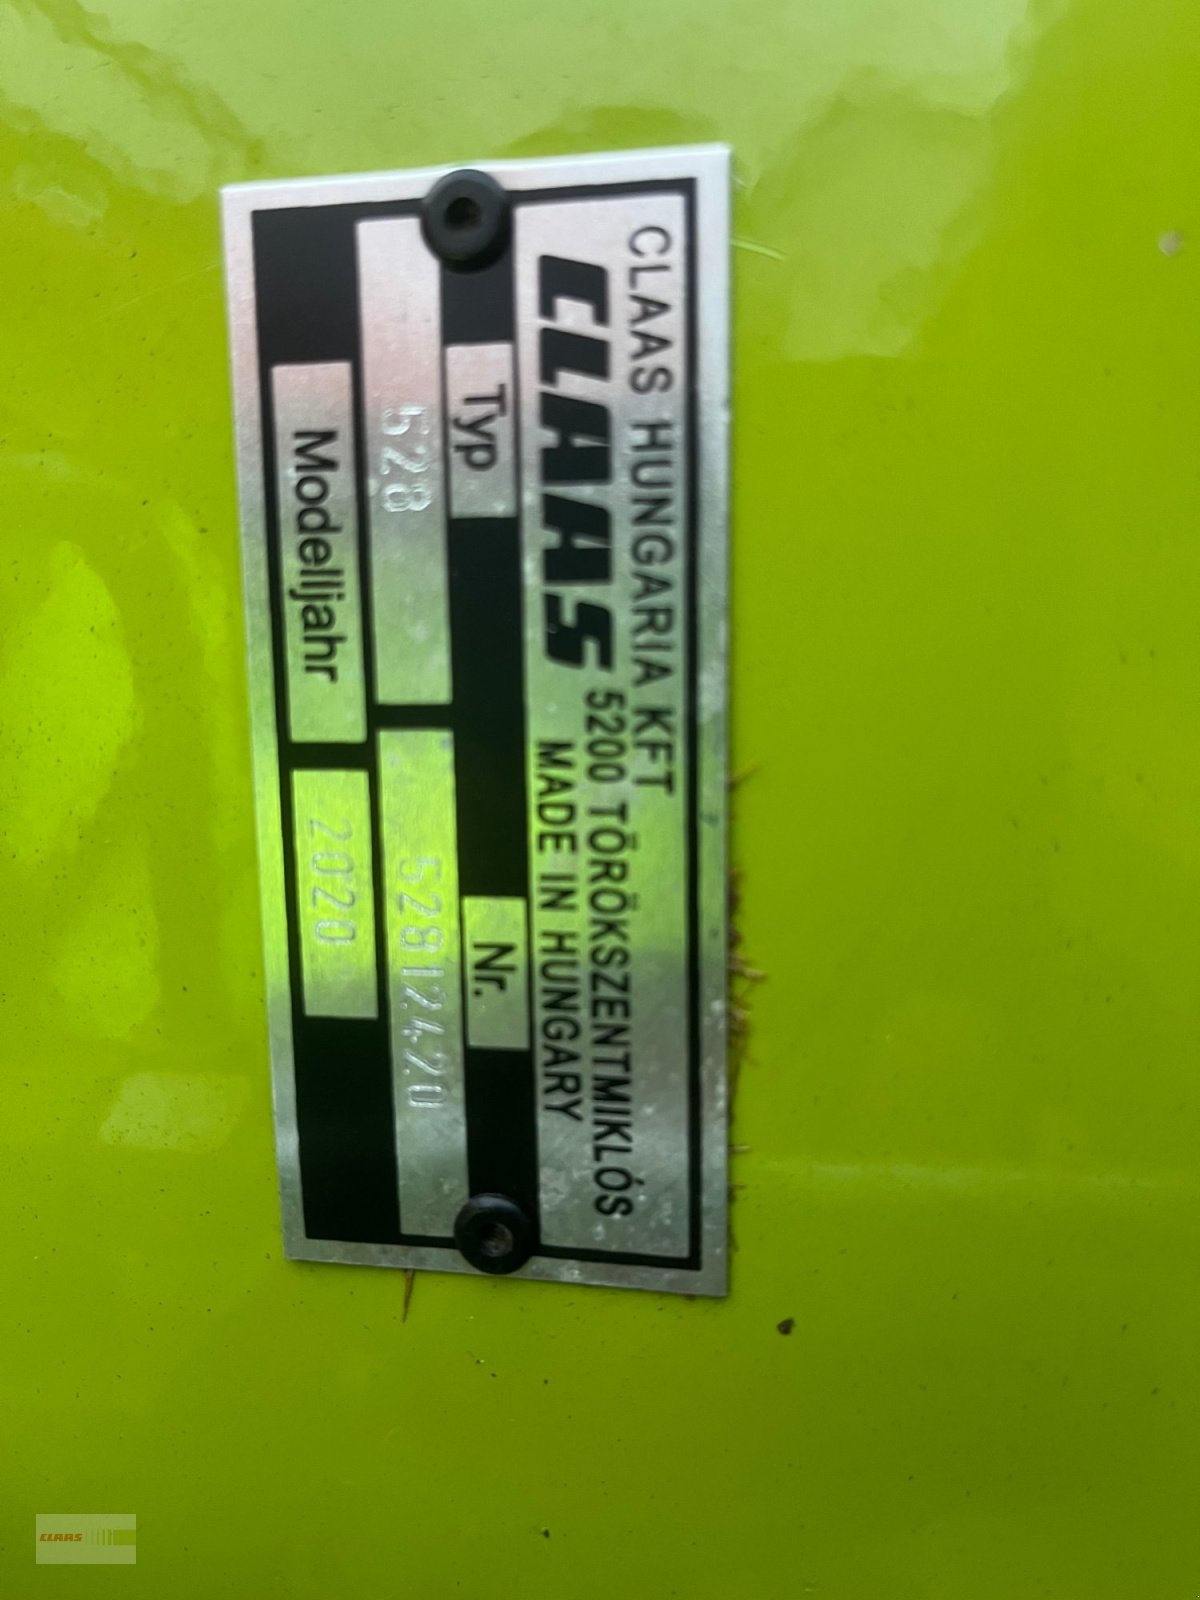 CLAAS HUNGARIA KFT
CLAAS 5200 TÖRÖKSZENTMIKLÓS
MADE IN HUNGARY
Typ Nr.
528 52812420
Modelljahr 2020
CLAAS